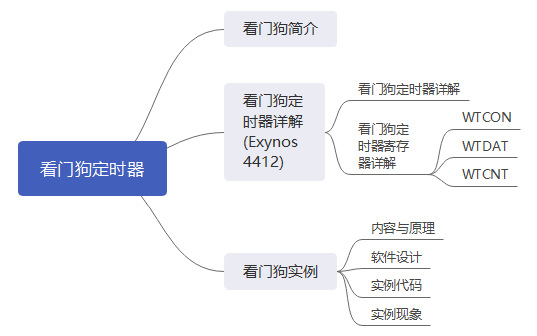 看门狗定时器
看门狗简介
看门狗定
时器详解
(Exynos
4412)
看门狗定时器详解
看门狗定
时器寄存
器详解
WTCON
WTDAT
WTCNT
看门狗实例
内容与原理
软件设计
实例代码
实例现象